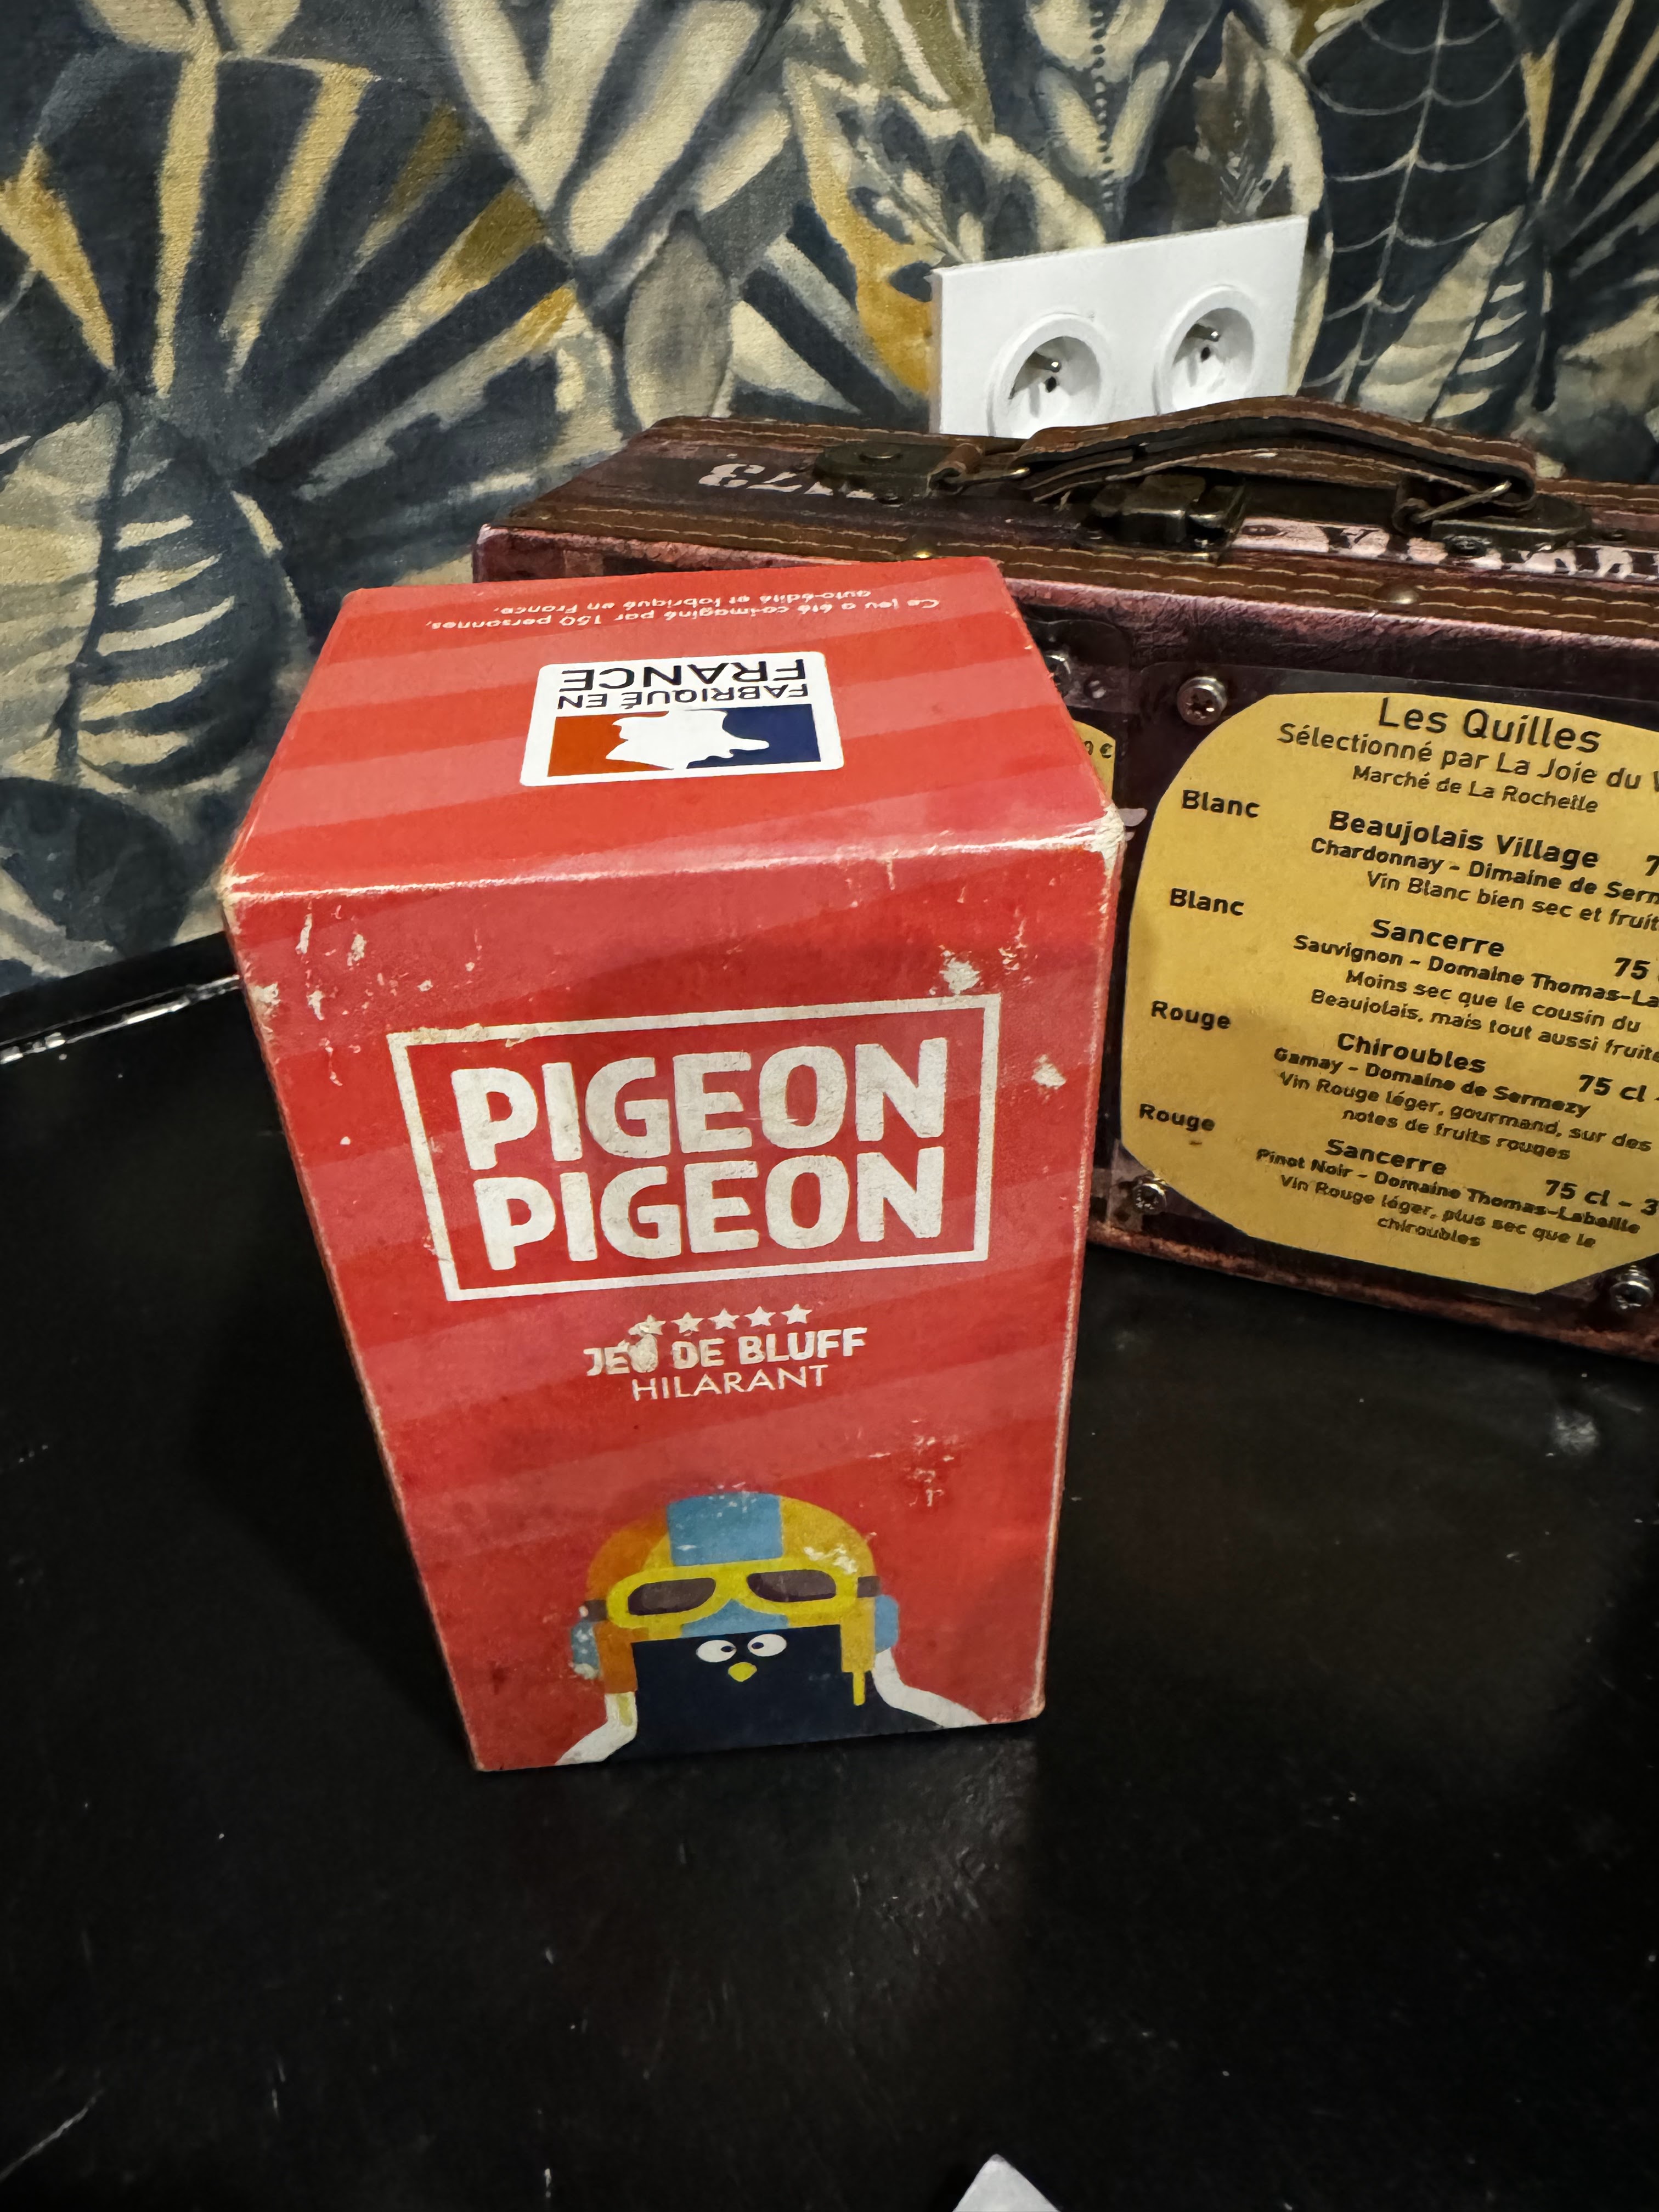 Ce jeu a été co-imaginé par 150 personnes,
auto-édité et fabriqué en France.
FABRIQUÉ EN
FRANCE
PIGEON
PIGEON
JEU DE BLUFF
HILARANT
€
Les Quilles
Sélectionné par La Joie du
Marché de La Rochelle
Blanc
Beaujolais Village
Chardonnay - Dimaine de
Vin Blanc bien sec et
Blanc
Sancerre
75
Sauvignon - Domaine
Moins sec que le cousin du
Beaujolais, mais tout aussi
Rouge
Chiroubles
75 cl
Gamay - Domaine de Sermezy
Vin Rouge léger, gourmand, sur des
notes de fruits rouges
Rouge
Sancerre
75 cl -
Pinot Noir - Domaine Thomas-Labaille
Vin Rouge léger, plus sec que le
chiroubles